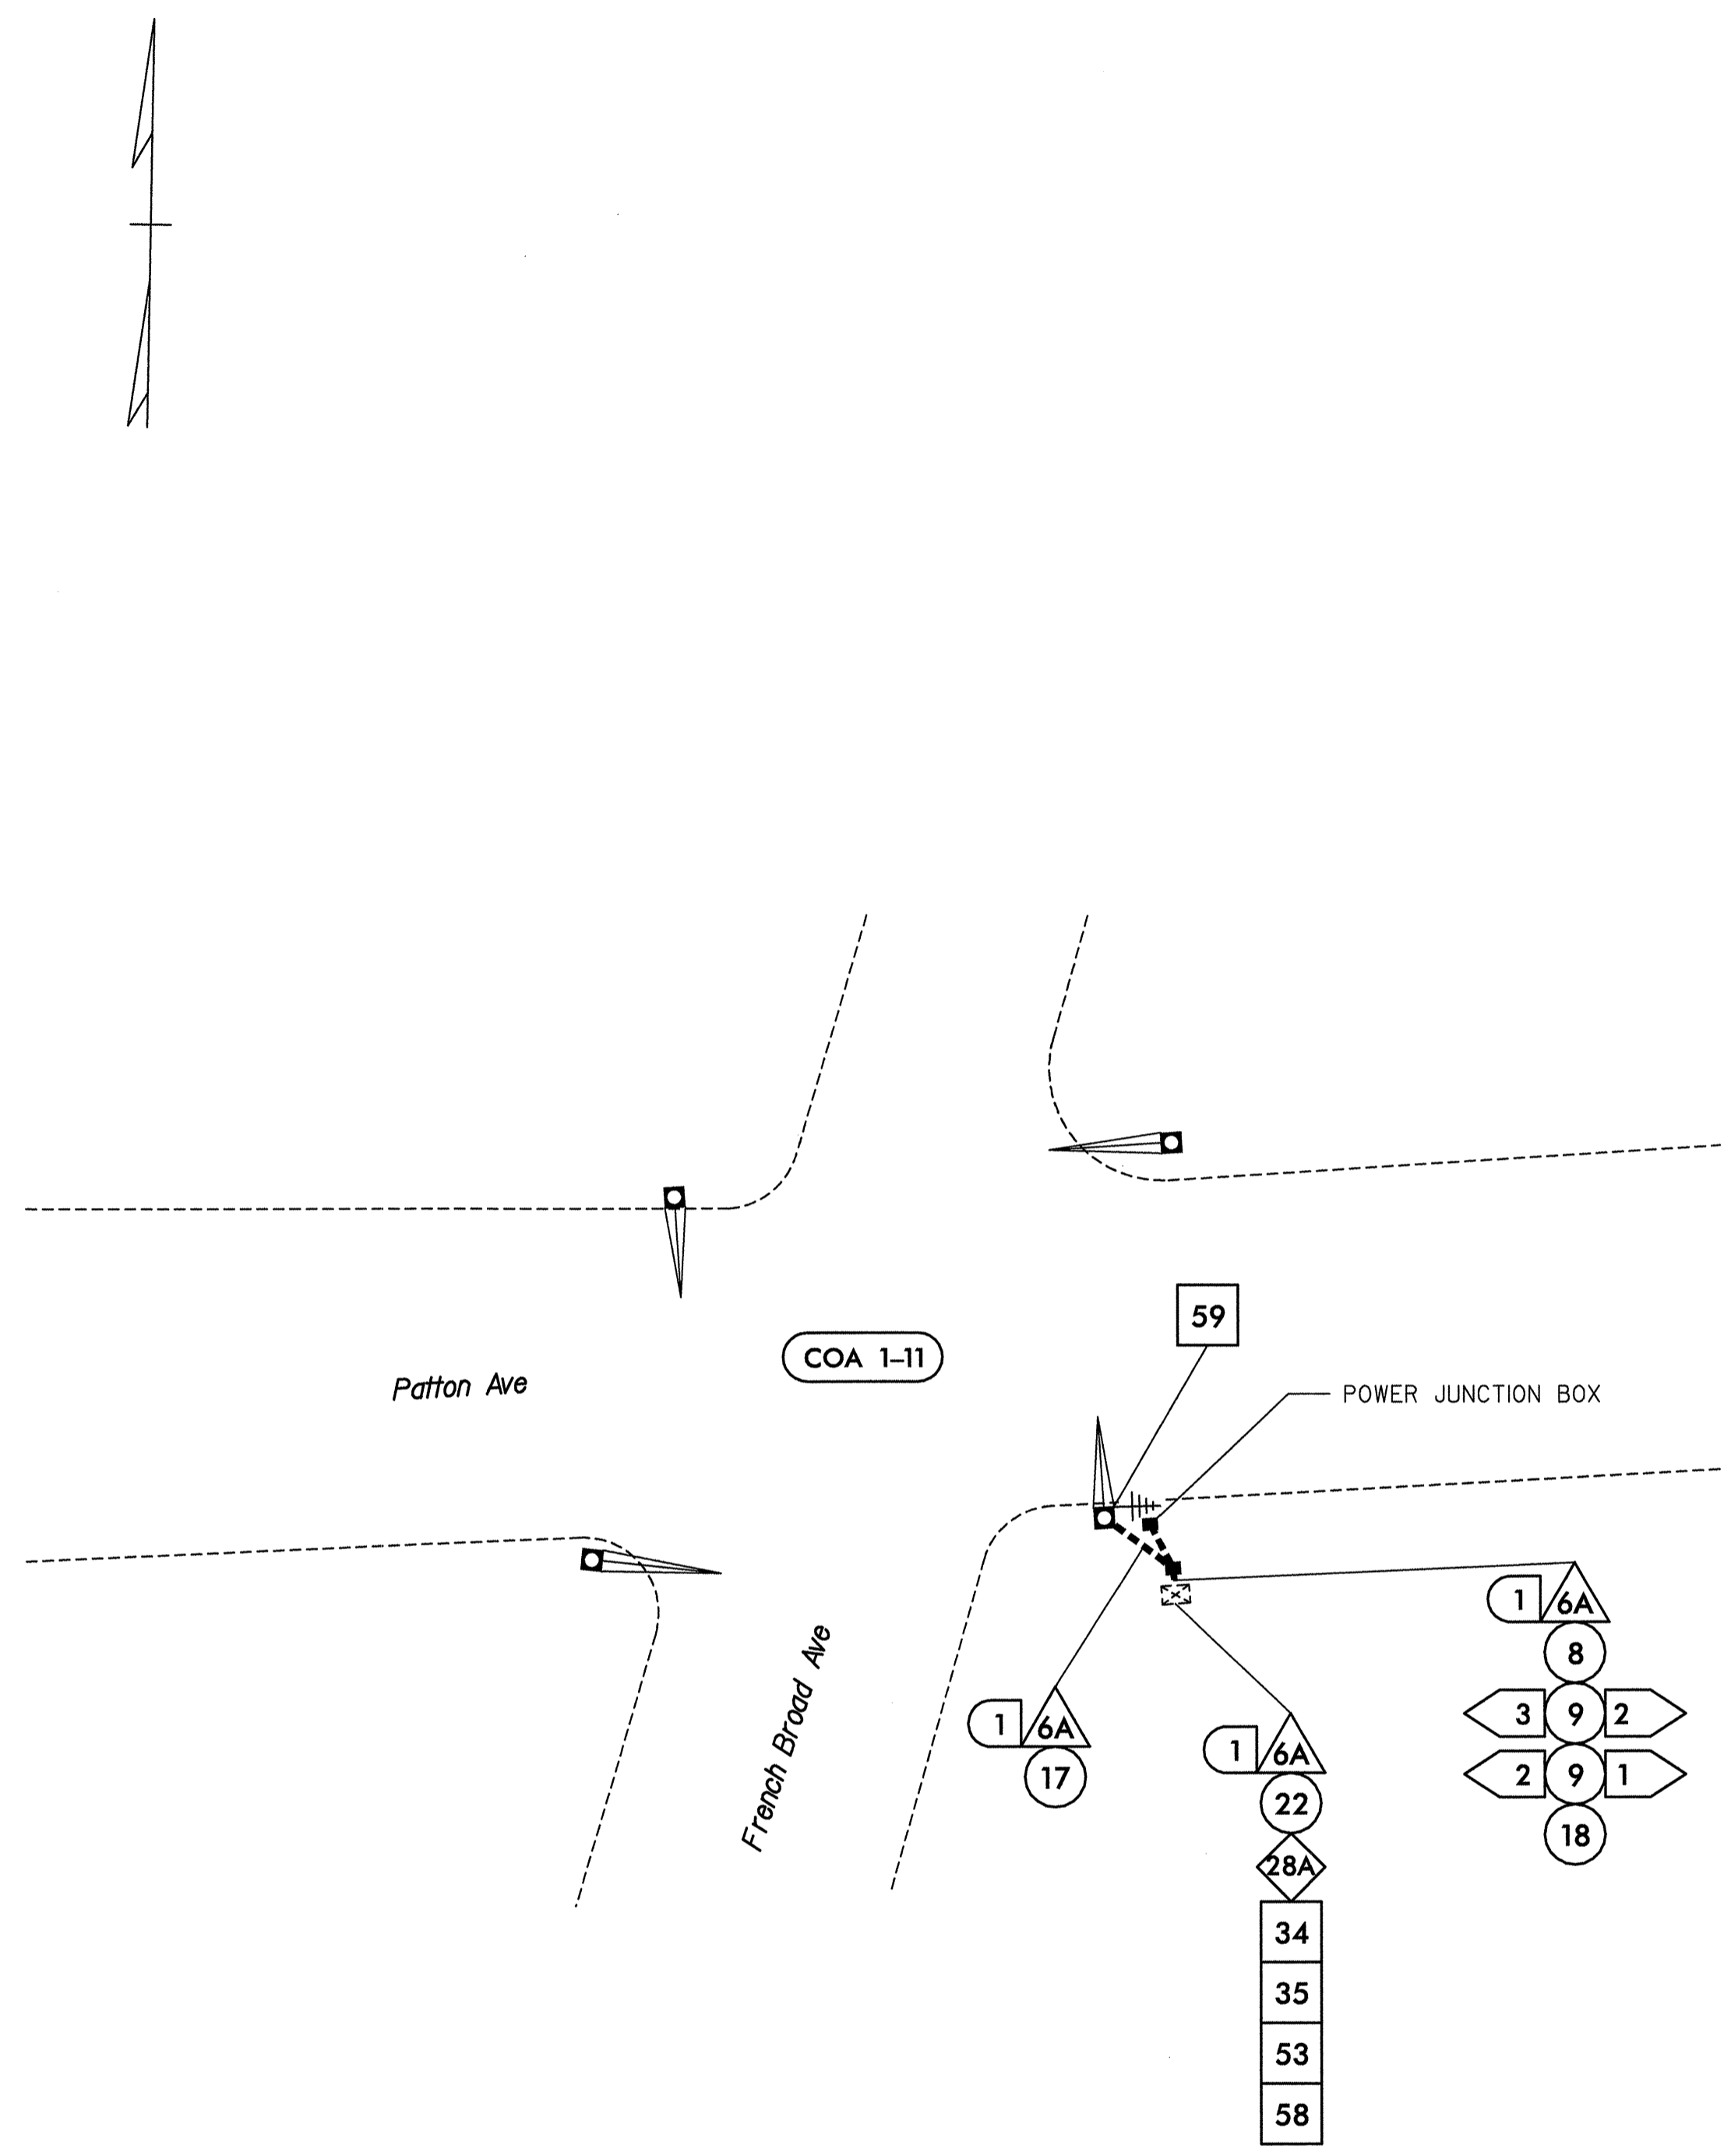 59
COA 1–11
Patton Ave
POWER JUNCTION BOX
French Broad Ave
1 6A
17
1 6A
22
28A
34
35
53
58
1 6A
8
3 9 2
2 9 1
18